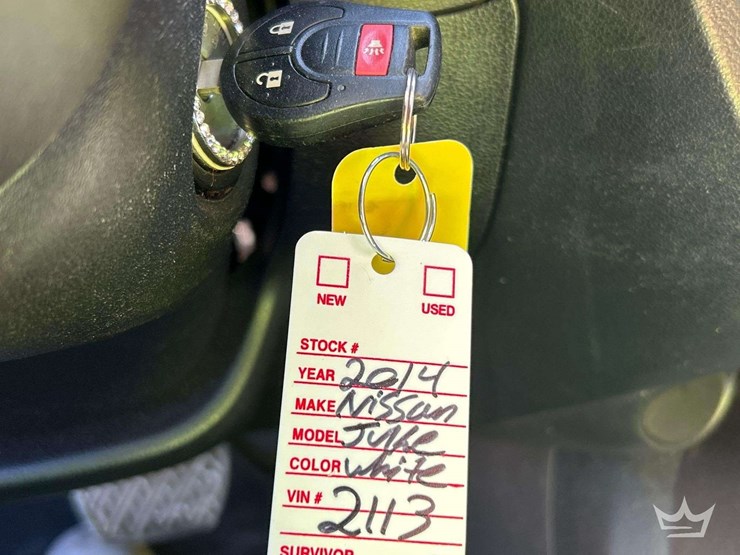 NEW USED
STOCK #
YEAR 2014
MAKE Nissan
MODEL Juke
COLOR white
VIN # 2113
SURVIVOR